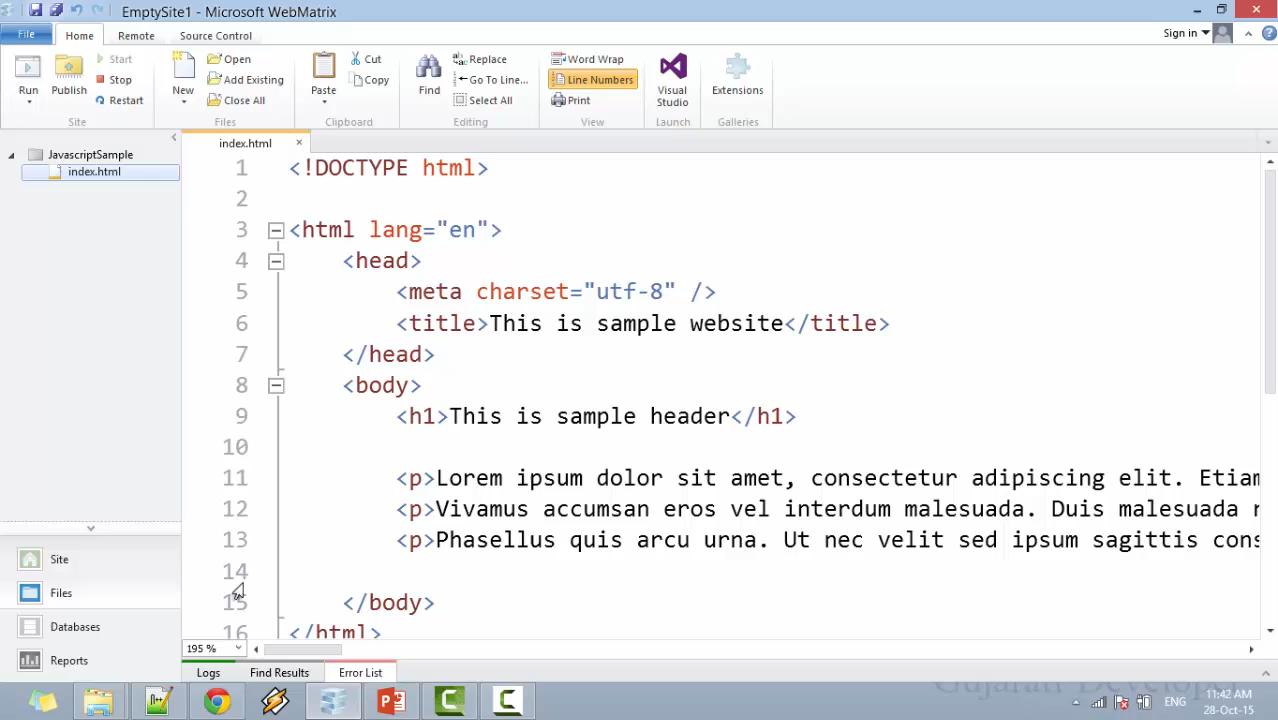 EmptySite1 - Microsoft WebMatrix
File Home Remote Source Control Sign in
Run Publish Start Stop Restart New Open Add Existing Close All Paste Cut Copy Find Replace Go To Line... Select All Word Wrap Line Numbers Print Visual Studio Extensions
Site Files Clipboard Editing View Launch Galleries
JavascriptSample
index.html
index.html
1 <!DOCTYPE html>
2
3 <html lang="en">
4 <head>
5 <meta charset="utf-8" />
6 <title>This is sample website</title>
7 </head>
8 <body>
9 <h1>This is sample header</h1>
10
11 <p>Lorem ipsum dolor sit amet, consectetur adipiscing elit. Etiam
12 <p>Vivamus accumsan eros vel interdum malesuada. Duis malesuada
13 <p>Phasellus quis arcu urna. Ut nec velit sed ipsum sagittis cons
14
15 </body>
16 </html>
Site
Files
Databases
Reports
195 %
Logs Find Results Error List
Gujarati Developer
ENG
11:42 AM
28-Oct-15